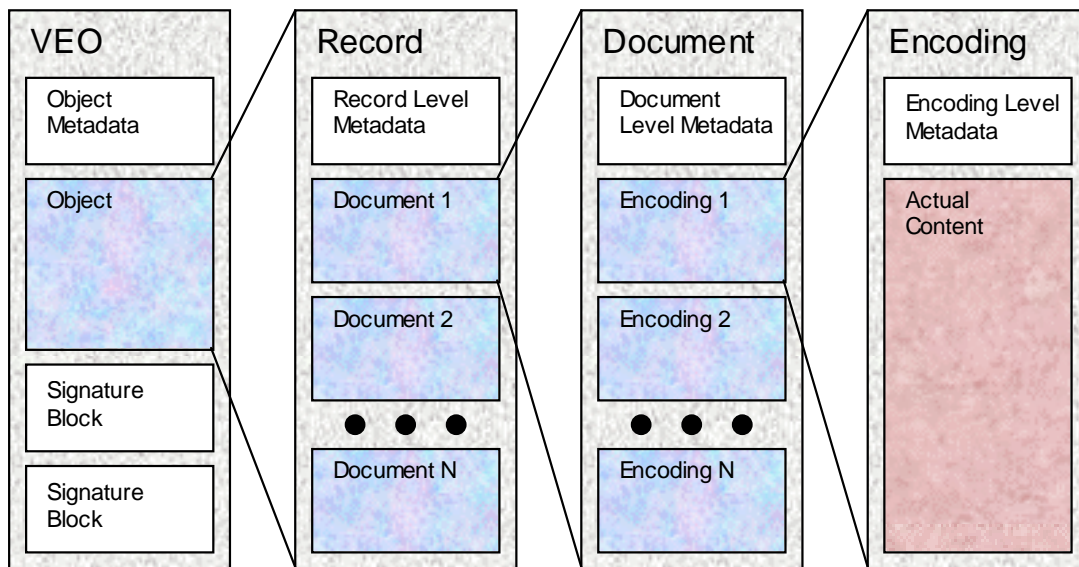 VEO
Object
Metadata
Object
Signature
Block
Signature
Block
Record
Record Level
Metadata
Document 1
Document 2
Document N
Document
Document
Level Metadata
Encoding 1
Encoding 2
Encoding N
Encoding
Encoding Level
Metadata
Actual
Content